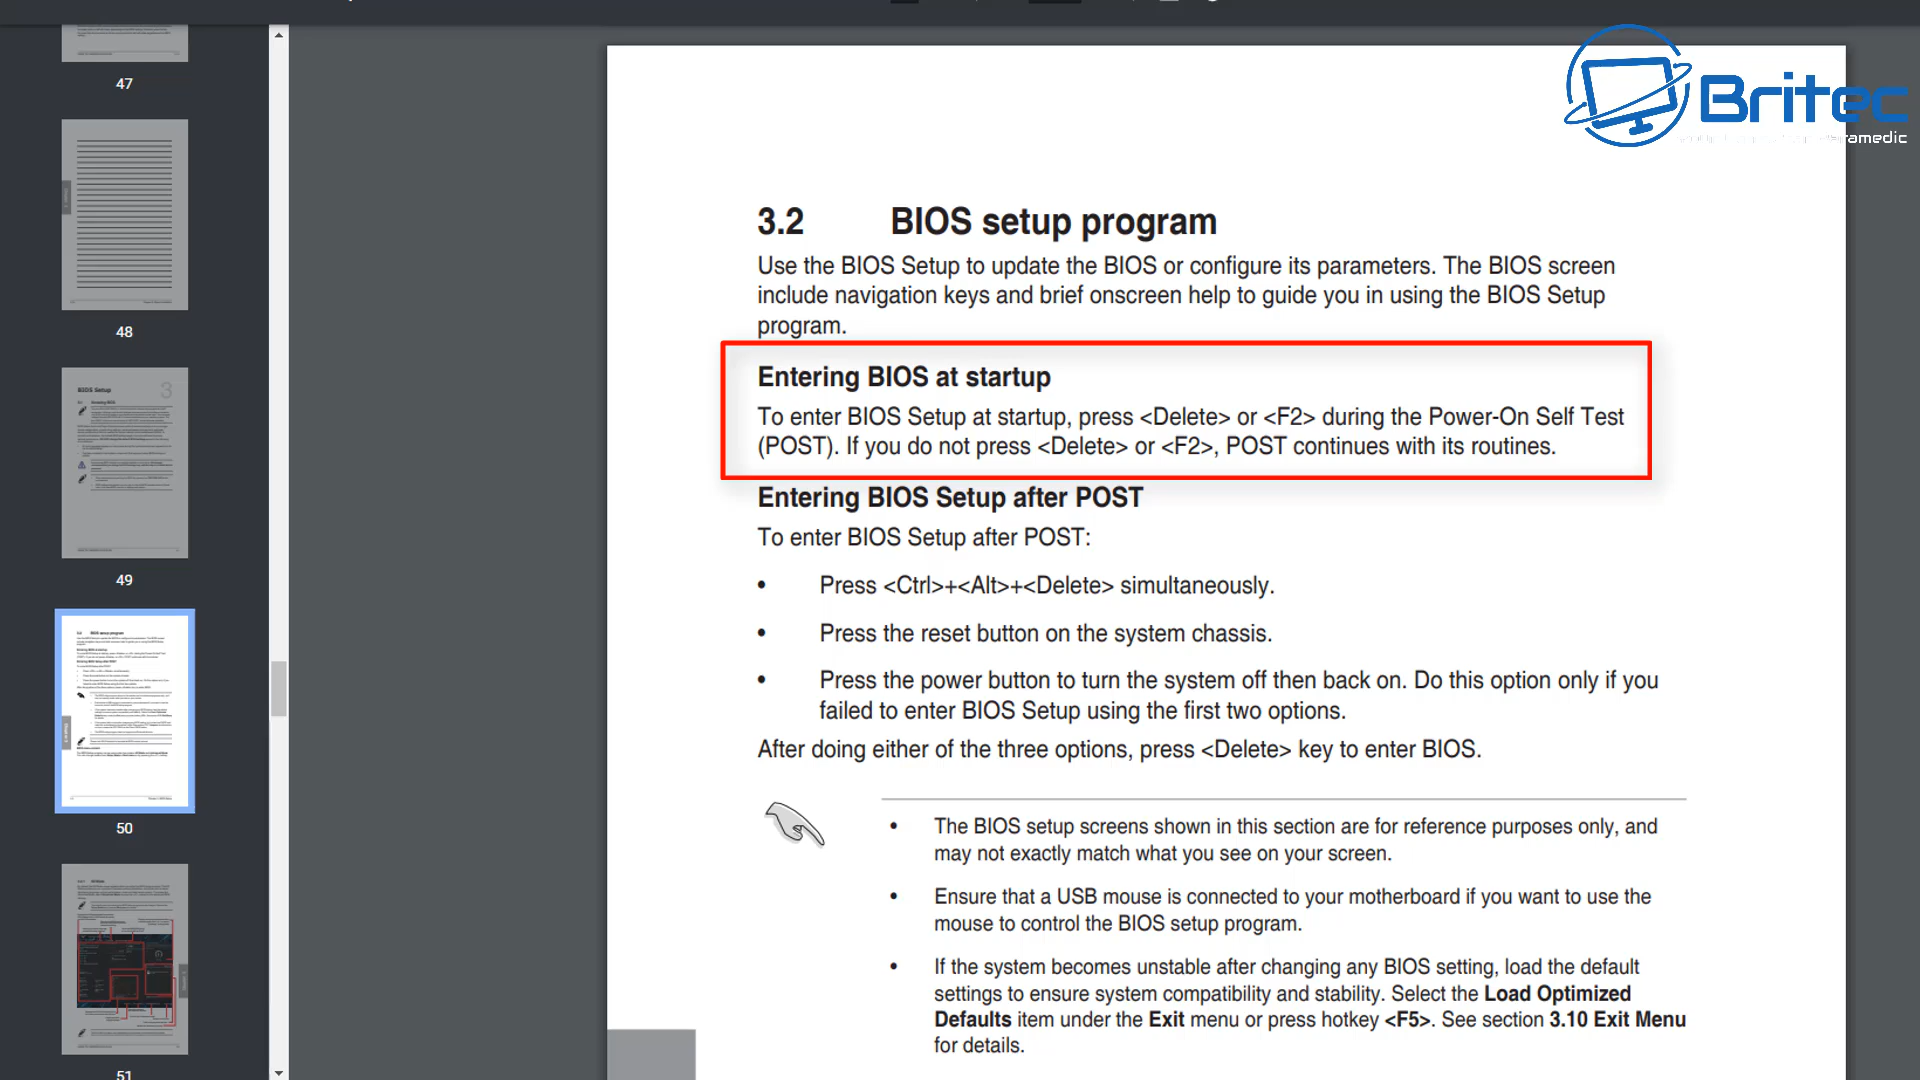 47
48
BIOS Setup
3
49
50
51
Britec
3.2 BIOS setup program
Use the BIOS Setup to update the BIOS or configure its parameters. The BIOS screen
include navigation keys and brief onscreen help to guide you in using the BIOS Setup
program.
Entering BIOS at startup
To enter BIOS Setup at startup, press <Delete> or <F2> during the Power-On Self Test
(POST). If you do not press <Delete> or <F2>, POST continues with its routines.
Entering BIOS Setup after POST
To enter BIOS Setup after POST:
• Press <Ctrl>+<Alt>+<Delete> simultaneously.
• Press the reset button on the system chassis.
• Press the power button to turn the system off then back on. Do this option only if you
failed to enter BIOS Setup using the first two options.
After doing either of the three options, press <Delete> key to enter BIOS.
• The BIOS setup screens shown in this section are for reference purposes only, and
may not exactly match what you see on your screen.
• Ensure that a USB mouse is connected to your motherboard if you want to use the
mouse to control the BIOS setup program.
• If the system becomes unstable after changing any BIOS setting, load the default
settings to ensure system compatibility and stability. Select the Load Optimized
Defaults item under the Exit menu or press hotkey <F5>. See section 3.10 Exit Menu
for details.